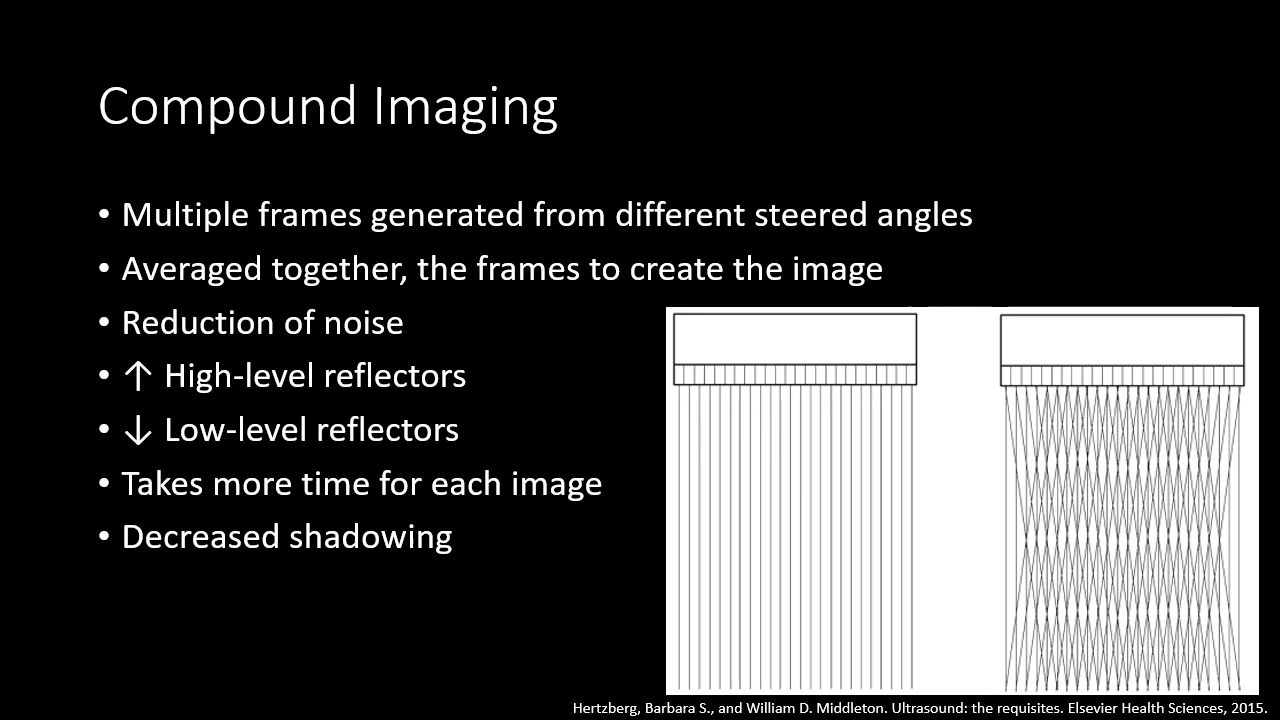 Compound Imaging
• Multiple frames generated from different steered angles
• Averaged together, the frames to create the image
• Reduction of noise
• ↑ High-level reflectors
• ↓ Low-level reflectors
• Takes more time for each image
• Decreased shadowing
Hertzberg, Barbara S., and William D. Middleton. Ultrasound: the requisites. Elsevier Health Sciences, 2015.